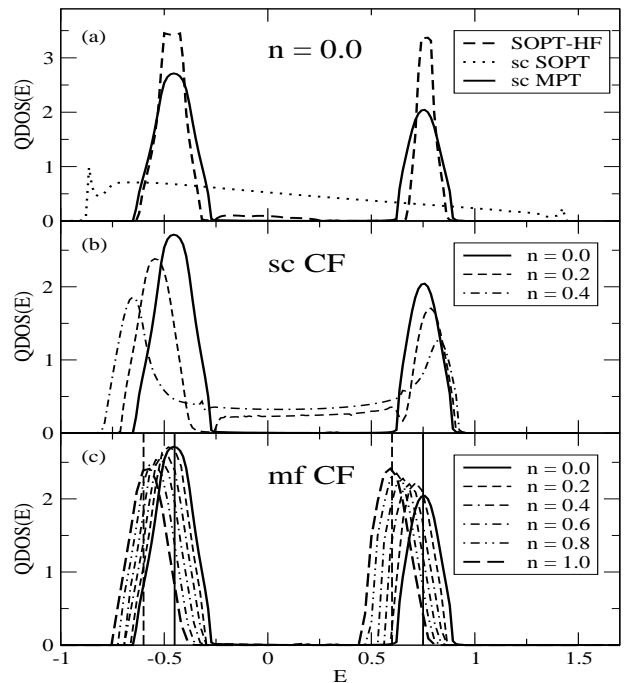 (a)
n = 0.0
SOPT-HF
sc SOPT
sc MPT
QDOS(E)
3
2
1
0
(b)
sc CF
n = 0.0
n = 0.2
n = 0.4
QDOS(E)
2
1
0
(c)
mf CF
n = 0.0
n = 0.2
n = 0.4
n = 0.6
n = 0.8
n = 1.0
QDOS(E)
2
1
0
-1 -0.5 0 0.5 1 1.5
E